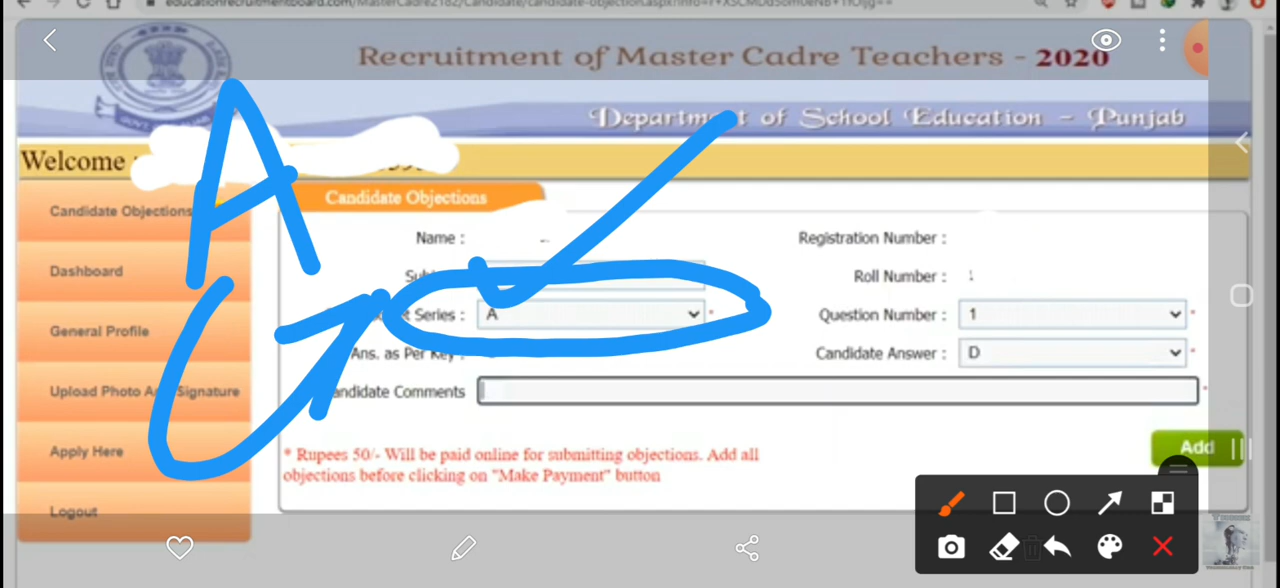 Recruitment of Master Cadre Teachers - 2020
Department of School Education - Punjab
Welcome :
Candidate Objections
Candidate Objections
Name :
Registration Number :
Roll Number :
Series : A
Question Number : 1
Ans. as Per Key :
Candidate Answer : D
Candidate Comments
Dashboard
General Profile
Upload Photo And Signature
Apply Here
Logout
* Rupees 50/- Will be paid online for submitting objections. Add all
objections before clicking on "Make Payment" button
Add
A